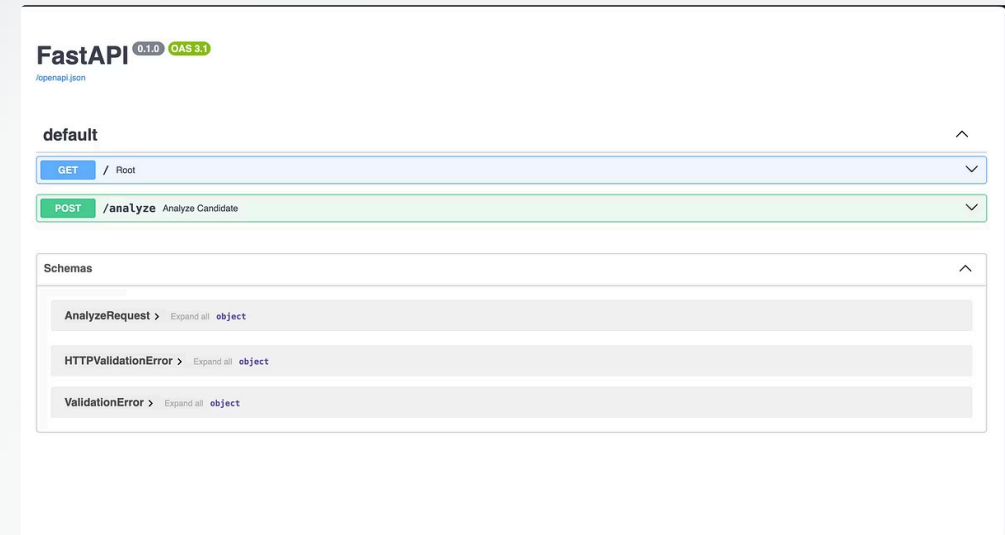 FastAPI 0.1.0 OAS 3.1
/openapi.json
default
GET / Root
POST /analyze Analyze Candidate
Schemas
AnalyzeRequest > Expand all object
HTTPValidationError > Expand all object
ValidationError > Expand all object